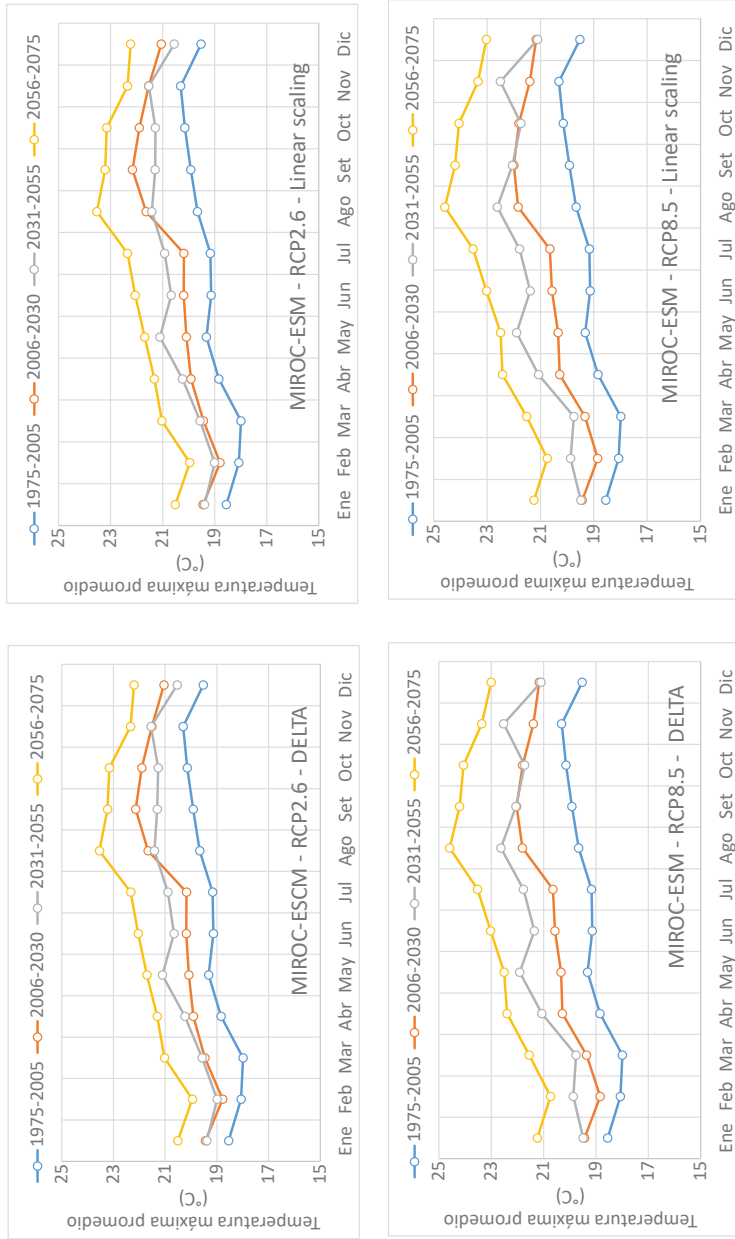 1975-2005 2006-2030 2031-2055 2056-2075
25
23
21
19
17
15
Temperatura máxima promedio
(°C)
MIROC-ESCM - RCP2.6 - DELTA
Ene Feb Mar Abr May Jun Jul Ago Set Oct Nov Dic
1975-2005 2006-2030 2031-2055 2056-2075
25
23
21
19
17
15
Temperatura máxima promedio
(°C)
MIROC-ESM - RCP2.6 - Linear scaling
Ene Feb Mar Abr May Jun Jul Ago Set Oct Nov Dic
1975-2005 2006-2030 2031-2055 2056-2075
25
23
21
19
17
15
Temperatura máxima promedio
(°C)
MIROC-ESM - RCP8.5 - DELTA
Ene Feb Mar Abr May Jun Jul Ago Set Oct Nov Dic
1975-2005 2006-2030 2031-2055 2056-2075
25
23
21
19
17
15
Temperatura máxima promedio
(°C)
MIROC-ESM - RCP8.5 - Linear scaling
Ene Feb Mar Abr May Jun Jul Ago Set Oct Nov Dic